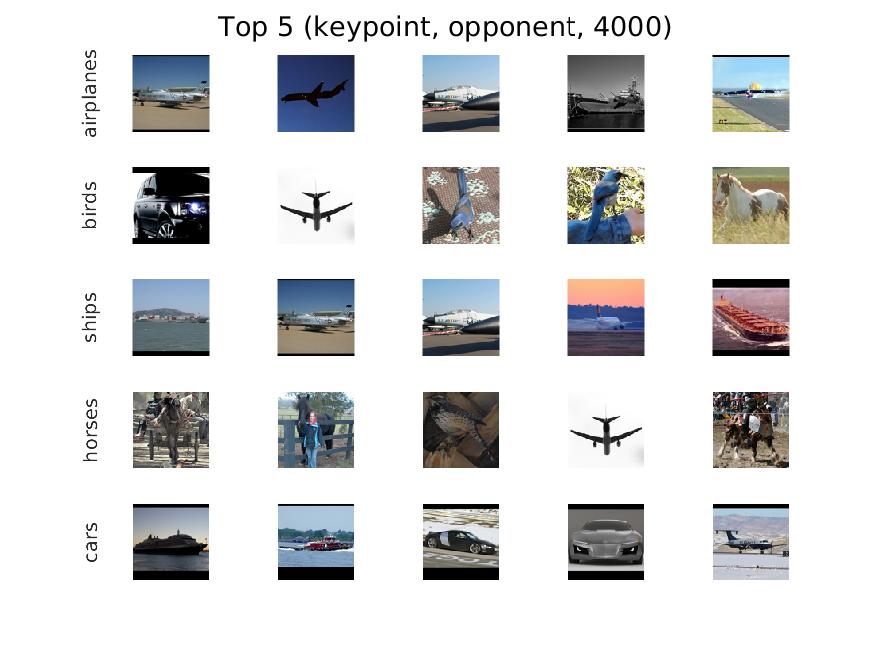 Top 5 (keypoint, opponent, 4000)
airplanes
birds
ships
horses
cars